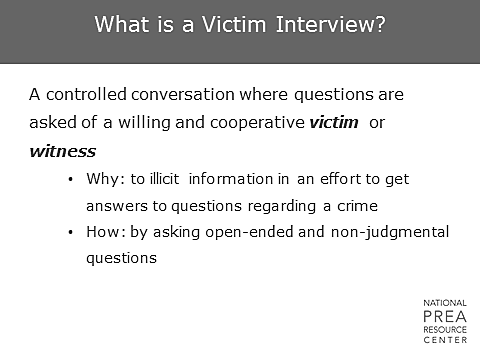 What is a Victim Interview?
A controlled conversation where questions are
asked of a willing and cooperative victim or
witness
• Why: to illicit information in an effort to get
answers to questions regarding a crime
• How: by asking open-ended and non-judgmental
questions
NATIONAL
PREA
RESOURCE
CENTER